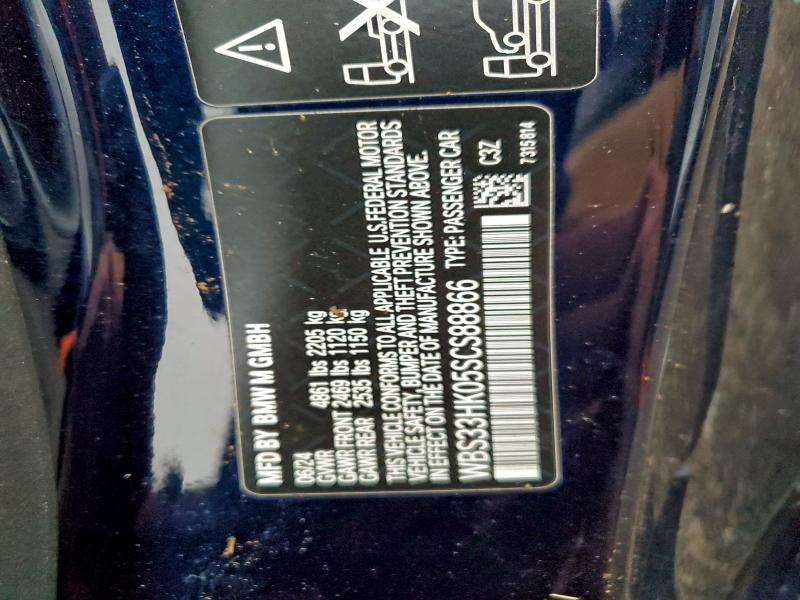 MFD BY BMW M GMBH
06/24
GVWR 4861 lbs 2205 kg
GAWR FRONT 2469 lbs 1120 kg
GAWR REAR 2535 lbs 1150 kg
THIS VEHICLE CONFORMS TO ALL APPLICABLE U.S.FEDERAL MOTOR
VEHICLE SAFETY, BUMPER AND THEFT PREVENTION STANDARDS
IN EFFECT ON THE DATE OF MANUFACTURE SHOWN ABOVE.
WBS33HK05SCS88866 TYPE: PASSENGER CAR
C3Z
7315814